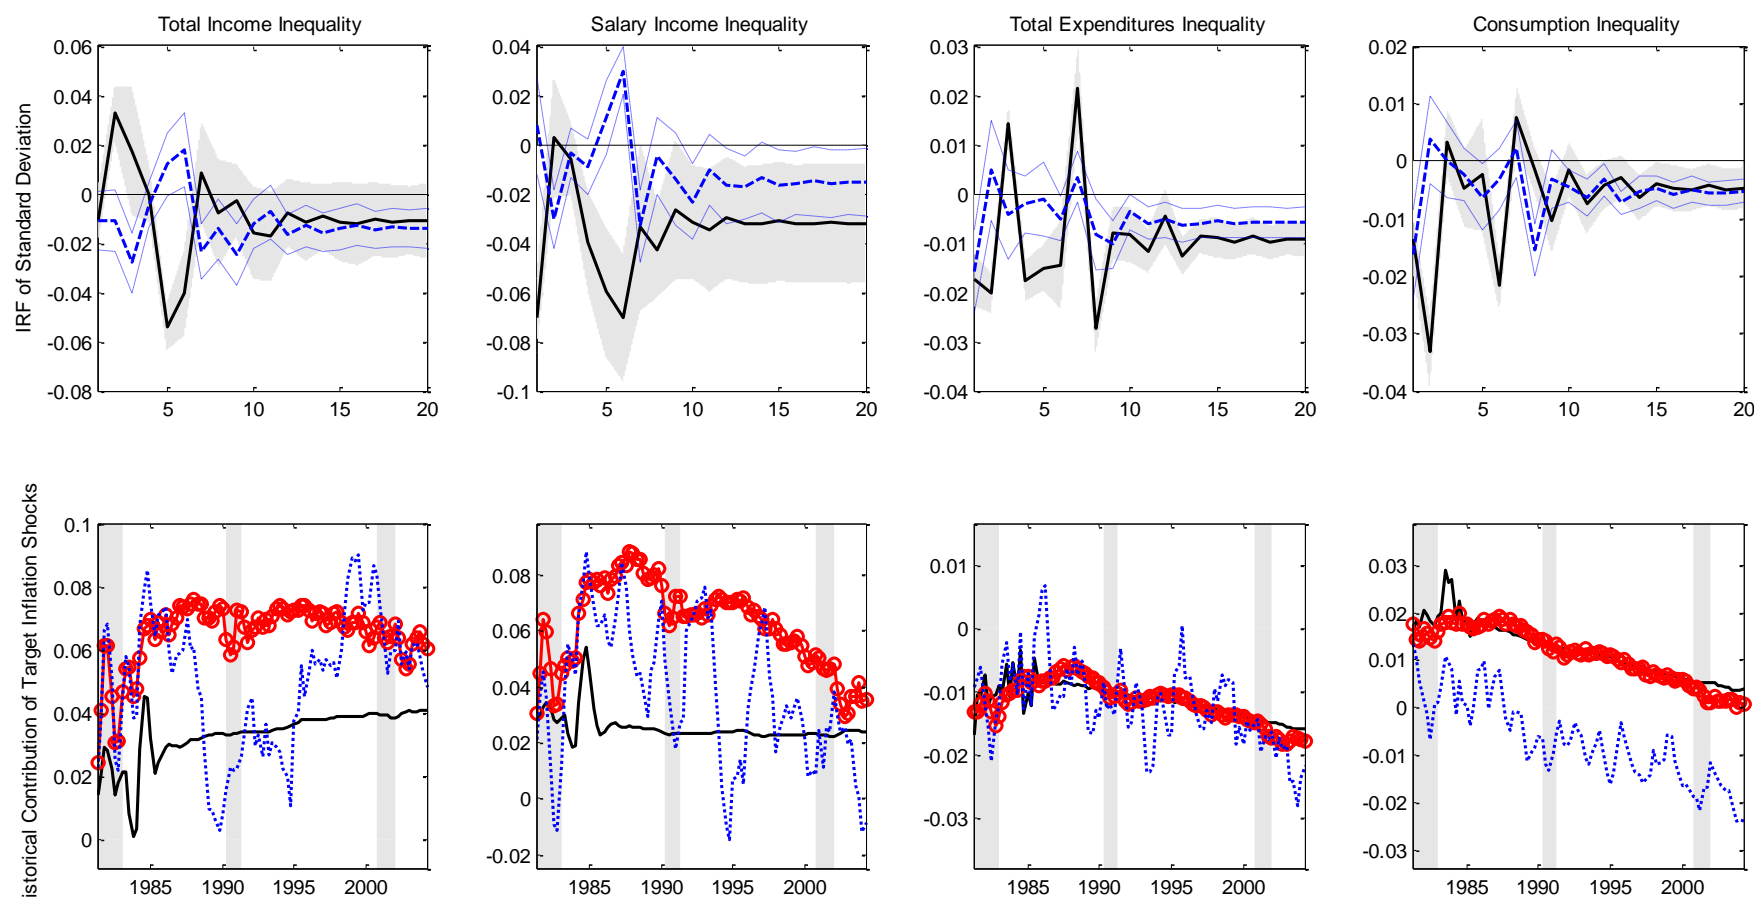 Total Income Inequality Salary Income Inequality Total Expenditures Inequality Consumption Inequality
IRF of Standard Deviation
0.06 0.04 0.03 0.02
0.04 0.02 0.02 0.01
0.02 0 0.01 0
0 -0.02 0 -0.01
-0.02 -0.04 -0.01 -0.02
-0.04 -0.06 -0.02 -0.03
-0.06 -0.08 -0.03 -0.04
-0.08 -0.1 -0.04
5 10 15 20 5 10 15 20 5 10 15 20 5 10 15 20
istorical Contribution of Target Inflation Shocks
0.1 0.08 0.01 0.03
0.08 0.06 0 0.02
0.06 0.04 -0.01 0.01
0.04 0.02 -0.02 0
0.02 0 -0.03 -0.01
0 -0.02 -0.02
-0.03
1985 1990 1995 2000 1985 1990 1995 2000 1985 1990 1995 2000 1985 1990 1995 2000